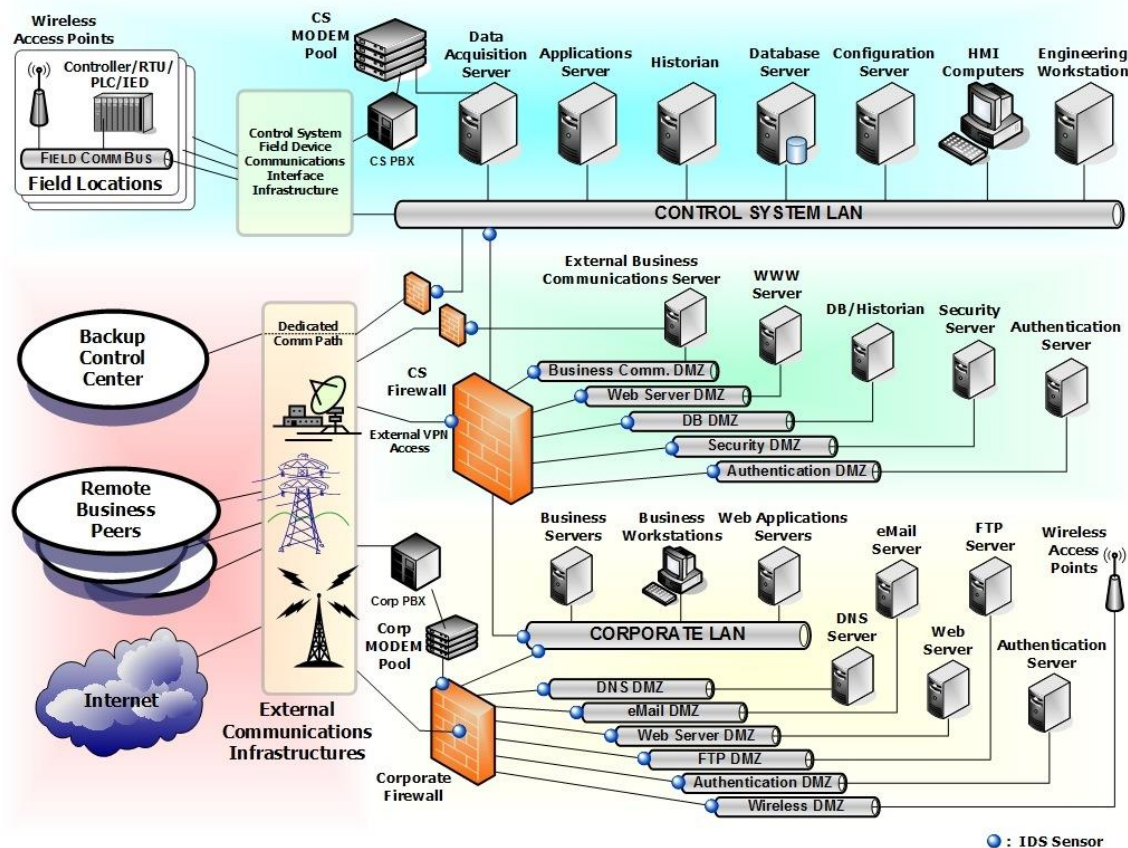 Wireless
Access Points
Controller/RTU/
PLC/IED
FIELD COMM BUS
Field Locations
Control System
Field Device
Communications
Interface
Infrastructure
CS
MODEM
Pool
CS PBX
Data
Acquisition
Server
Applications
Server
Historian
Database
Server
Configuration
Server
HMI
Computers
Engineering
Workstation
CONTROL SYSTEM LAN
Backup
Control
Center
Dedicated
Comm Path
CS
Firewall
External VPN
Access
External Business
Communications Server
WWW
Server
DB/Historian
Security
Server
Authentication
Server
Business Comm. DMZ
Web Server DMZ
DB DMZ
Security DMZ
Authentication DMZ
Remote
Business
Peers
Internet
External
Communications
Infrastructures
Corp PBX
Corp
MODEM
Pool
Corporate
Firewall
Business
Servers
Business
Workstations
Web Applications
Servers
eMail
Server
FTP
Server
Wireless
Access
Points
CORPORATE LAN
DNS
Server
Web
Server
Authentication
Server
DNS DMZ
eMail DMZ
Web Server DMZ
FTP DMZ
Authentication DMZ
Wireless DMZ
: IDS Sensor